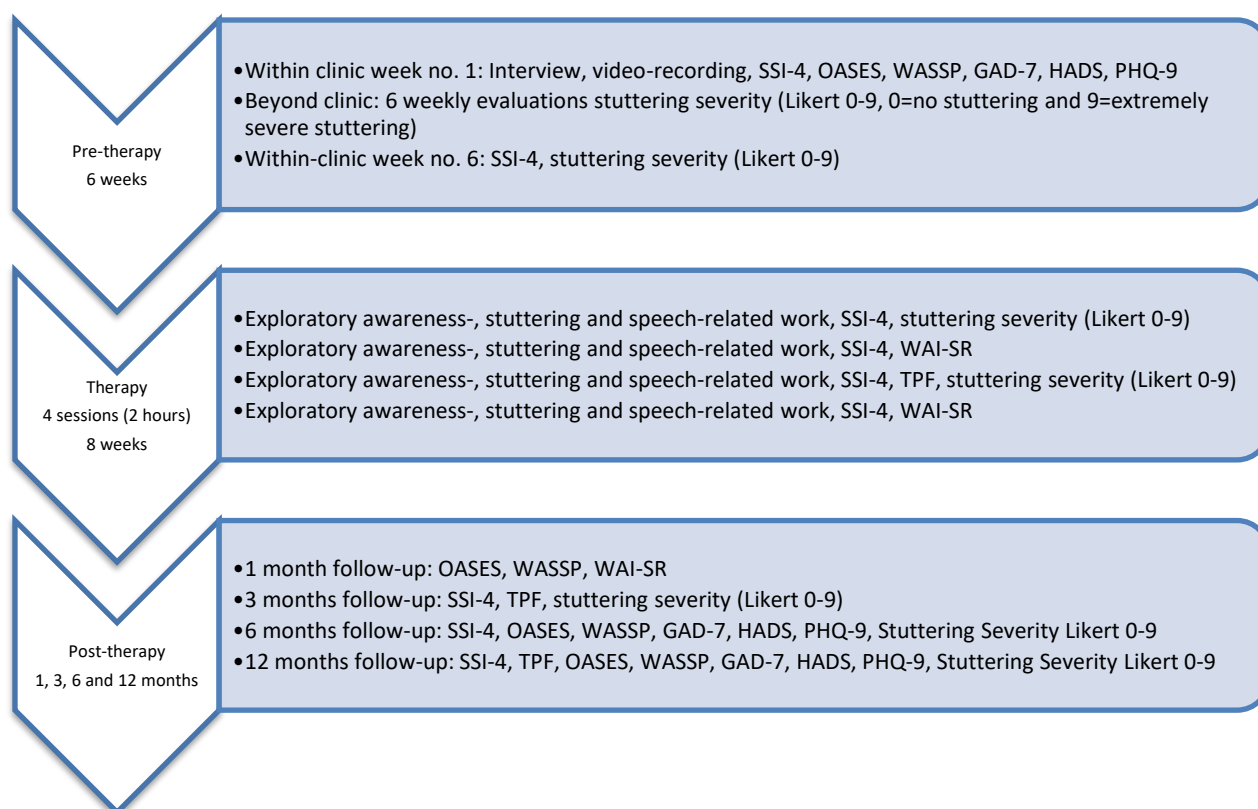 Pre-therapy
6 weeks
•Within clinic week no. 1: Interview, video-recording, SSI-4, OASES, WASSP, GAD-7, HADS, PHQ-9
•Beyond clinic: 6 weekly evaluations stuttering severity (Likert 0-9, 0=no stuttering and 9=extremely
severe stuttering)
•Within-clinic week no. 6: SSI-4, stuttering severity (Likert 0-9)
Therapy
4 sessions (2 hours)
8 weeks
•Exploratory awareness-, stuttering and speech-related work, SSI-4, stuttering severity (Likert 0-9)
•Exploratory awareness-, stuttering and speech-related work, SSI-4, WAI-SR
•Exploratory awareness-, stuttering and speech-related work, SSI-4, TPF, stuttering severity (Likert 0-9)
•Exploratory awareness-, stuttering and speech-related work, SSI-4, WAI-SR
Post-therapy
1, 3, 6 and 12 months
•1 month follow-up: OASES, WASSP, WAI-SR
•3 months follow-up: SSI-4, TPF, stuttering severity (Likert 0-9)
•6 months follow-up: SSI-4, OASES, WASSP, GAD-7, HADS, PHQ-9, Stuttering Severity Likert 0-9
•12 months follow-up: SSI-4, TPF, OASES, WASSP, GAD-7, HADS, PHQ-9, Stuttering Severity Likert 0-9